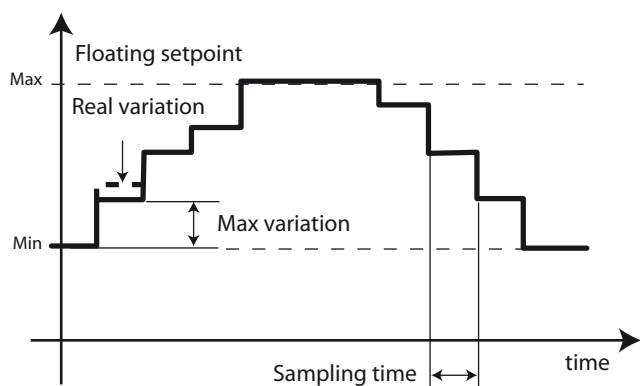 Floating setpoint
Max
Real variation
Max variation
Min
time
Sampling time